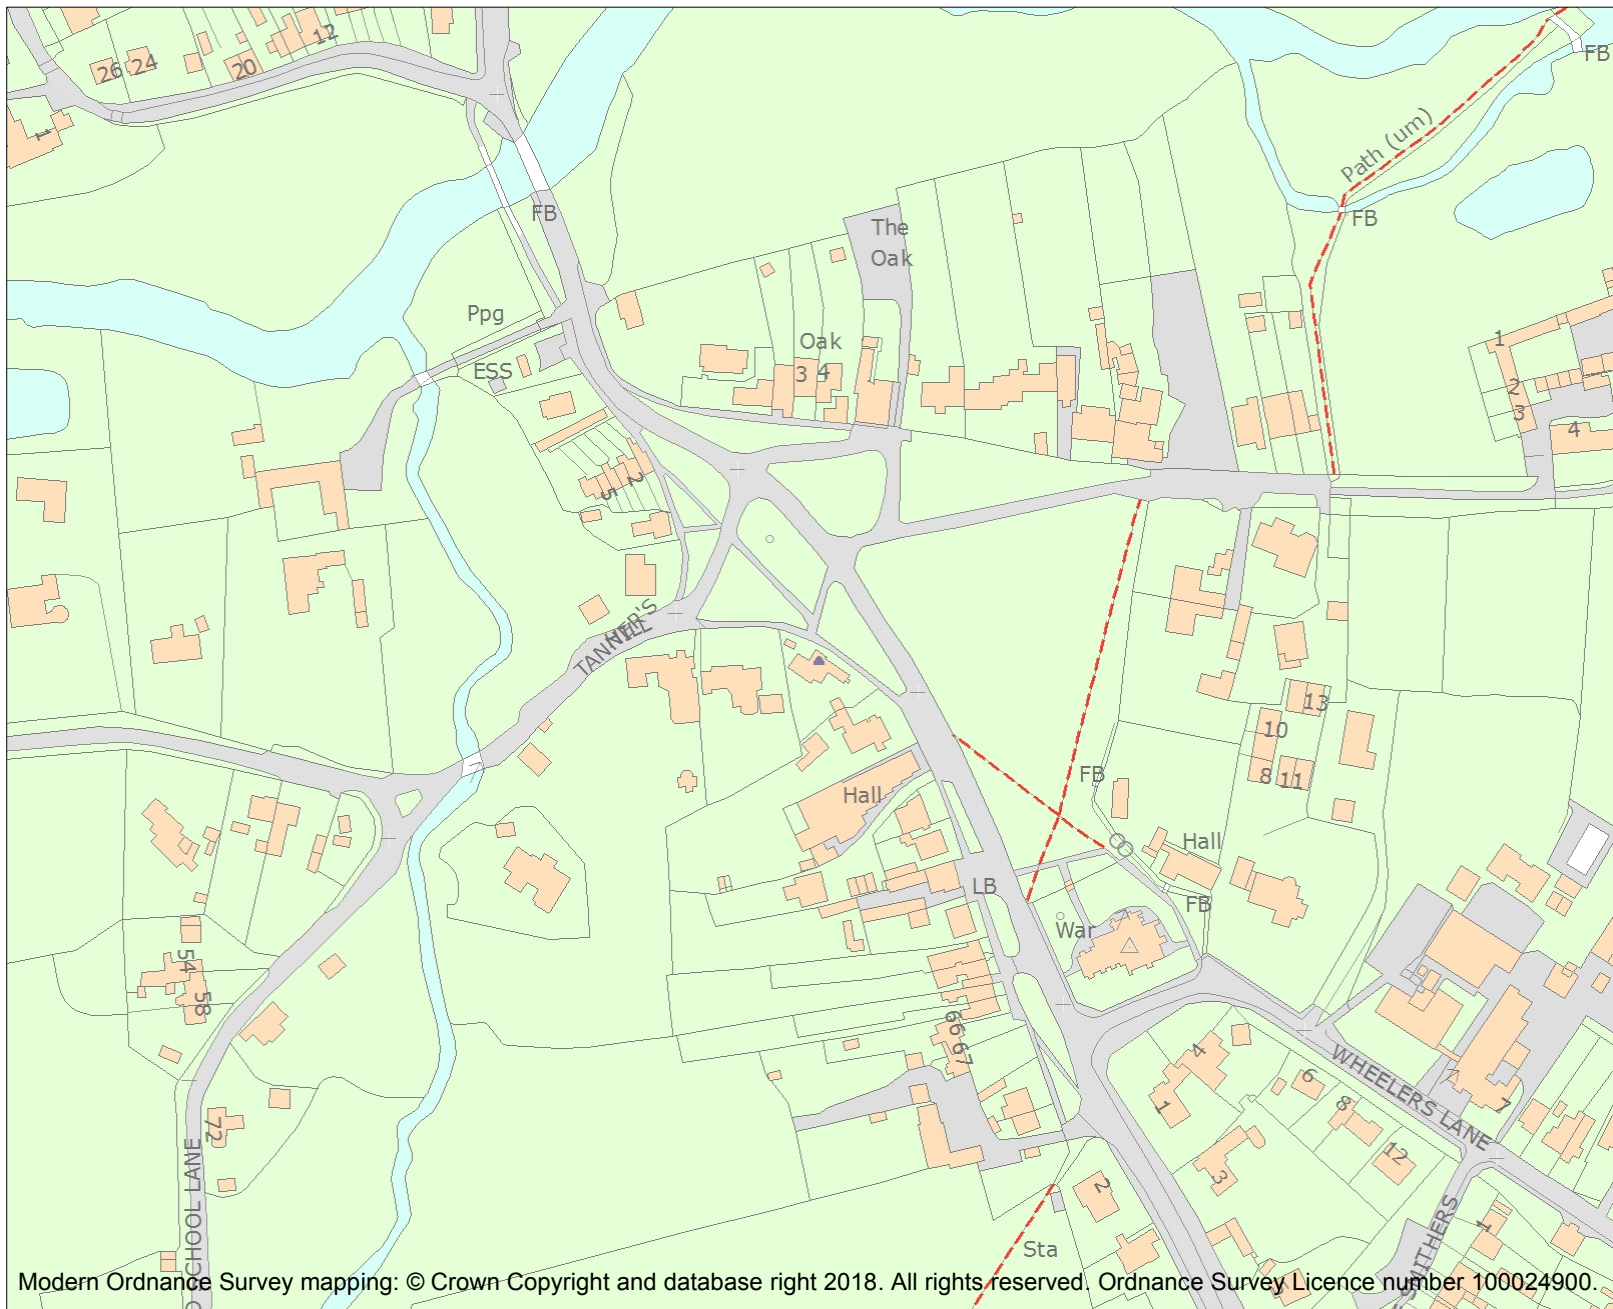 12
26
24
20
1
FB
Path (um)
FB
FB
The
Oak
Ppg
ESS
Oak
3
4
1
2
3
4
2
5
TANNER'S
HILL
13
10
8
11
FB
Hall
Hall
LB
FB
War
54
58
66
67
72
4
1
6
8
12
3
2
WHEELERS LANE
7
7
1
Sta
SCHOOL LANE
SMITHERS
Modern Ordnance Survey mapping: © Crown Copyright and database right 2018. All rights reserved. Ordnance Survey Licence number 100024900.